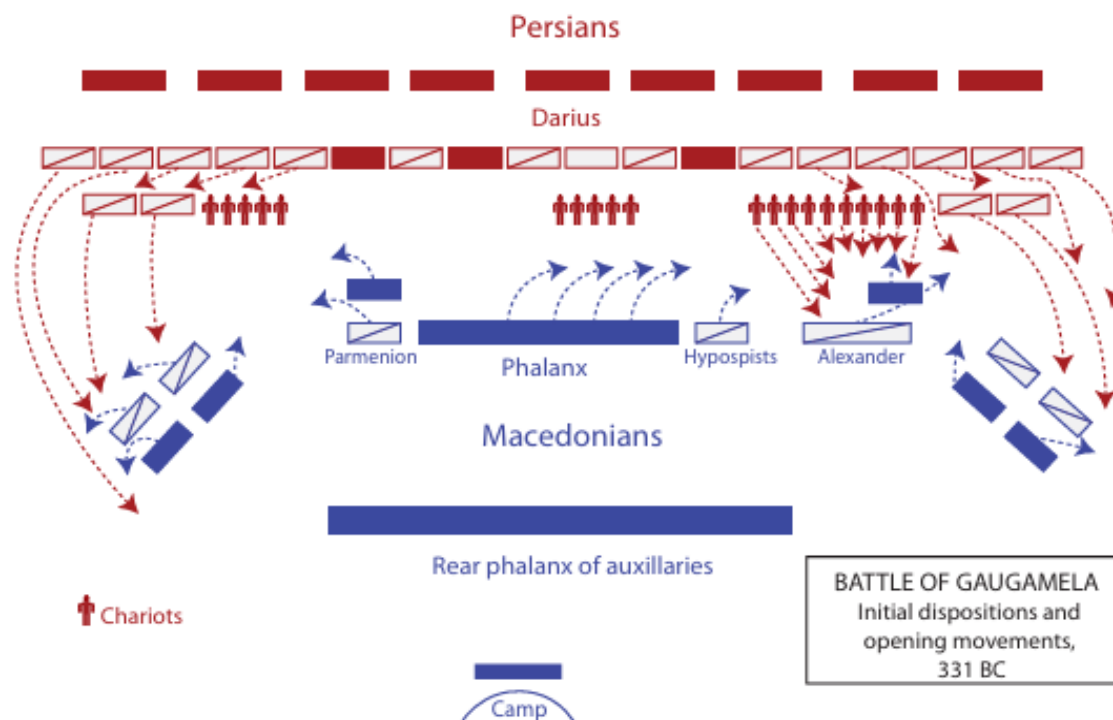 Persians
Darius
Parmenion
Phalanx
Hypospists
Alexander
Macedonians
Rear phalanx of auxillaries
Chariots
BATTLE OF GAUGAMELA
Initial dispositions and
opening movements,
331 BC
Camp